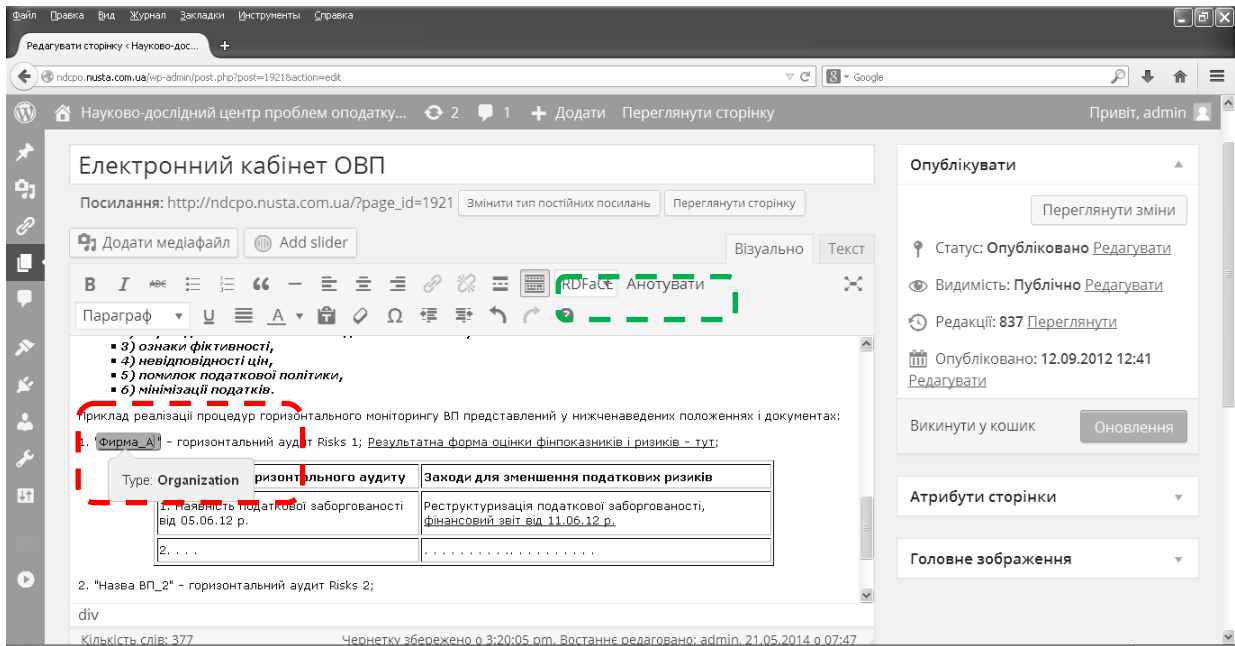 Файл Правка Вид Журнал Закладки Инструменты Справка
Редагувати сторінку < Науково-дос... +
ndcpo.nusta.com.ua/wp-admin/post.php?post=1921&action=edit Google
Науково-дослідний центр проблем оподатку... 2 1 Додати Переглянути сторінку Привіт, admin
Електронний кабінет ОВП
Посилання: http://ndcpo.nusta.com.ua/?page_id=1921 Змінити тип постійних посилань Переглянути сторінку
Додати медіафайл Add slider
Візуально Текст
B I ABC RDFaCE Анотувати
Параграф U A Ω
3) ознаки фіктивності,
4) невідповідності цін,
5) помилок податкової політики,
6) мінімізації податків.
Приклад реалізації процедур горизонтального моніторингу ВП представлений у нижченаведених положеннях і документах:
1. "Фирма_А" – горизонтальний аудит Risks 1; Результатна форма оцінки фінпоказників і ризиків – тут;
Type: Organization
ризонтального аудиту Заходи для зменшення податкових ризиків
1. Наявність податкової заборгованості від 05.06.12 р.
Реструктуризація податкової заборгованості,
фінансовий звіт від 11.06.12 р.
2. . . . . . . . . . . . . .. . . . . . . . . .
2. "Назва ВП_2" – горизонтальний аудит Risks 2;
div
Кількість слів: 377 Чернетку збережено о 3:20:05 pm. Востаннє редаговано: admin, 21.05.2014 о 07:47
Опублікувати
Переглянути зміни
Статус: Опубліковано Редагувати
Видимість: Публічно Редагувати
Редакції: 837 Переглянути
Опубліковано: 12.09.2012 12:41
Редагувати
Викинути у кошик Оновлення
Атрибути сторінки
Головне зображення